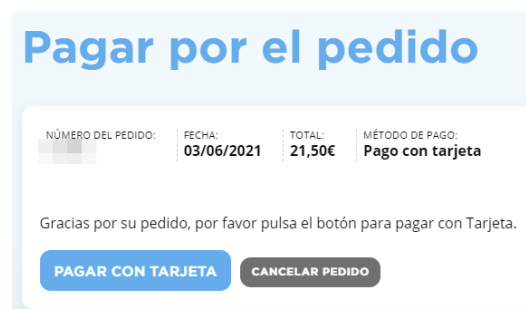 Pagar por el pedido
NÚMERO DEL PEDIDO: FECHA: TOTAL: MÉTODO DE PAGO:
03/06/2021 21,50€ Pago con tarjeta
Gracias por su pedido, por favor pulsa el botón para pagar con Tarjeta.
PAGAR CON TARJETA CANCELAR PEDIDO